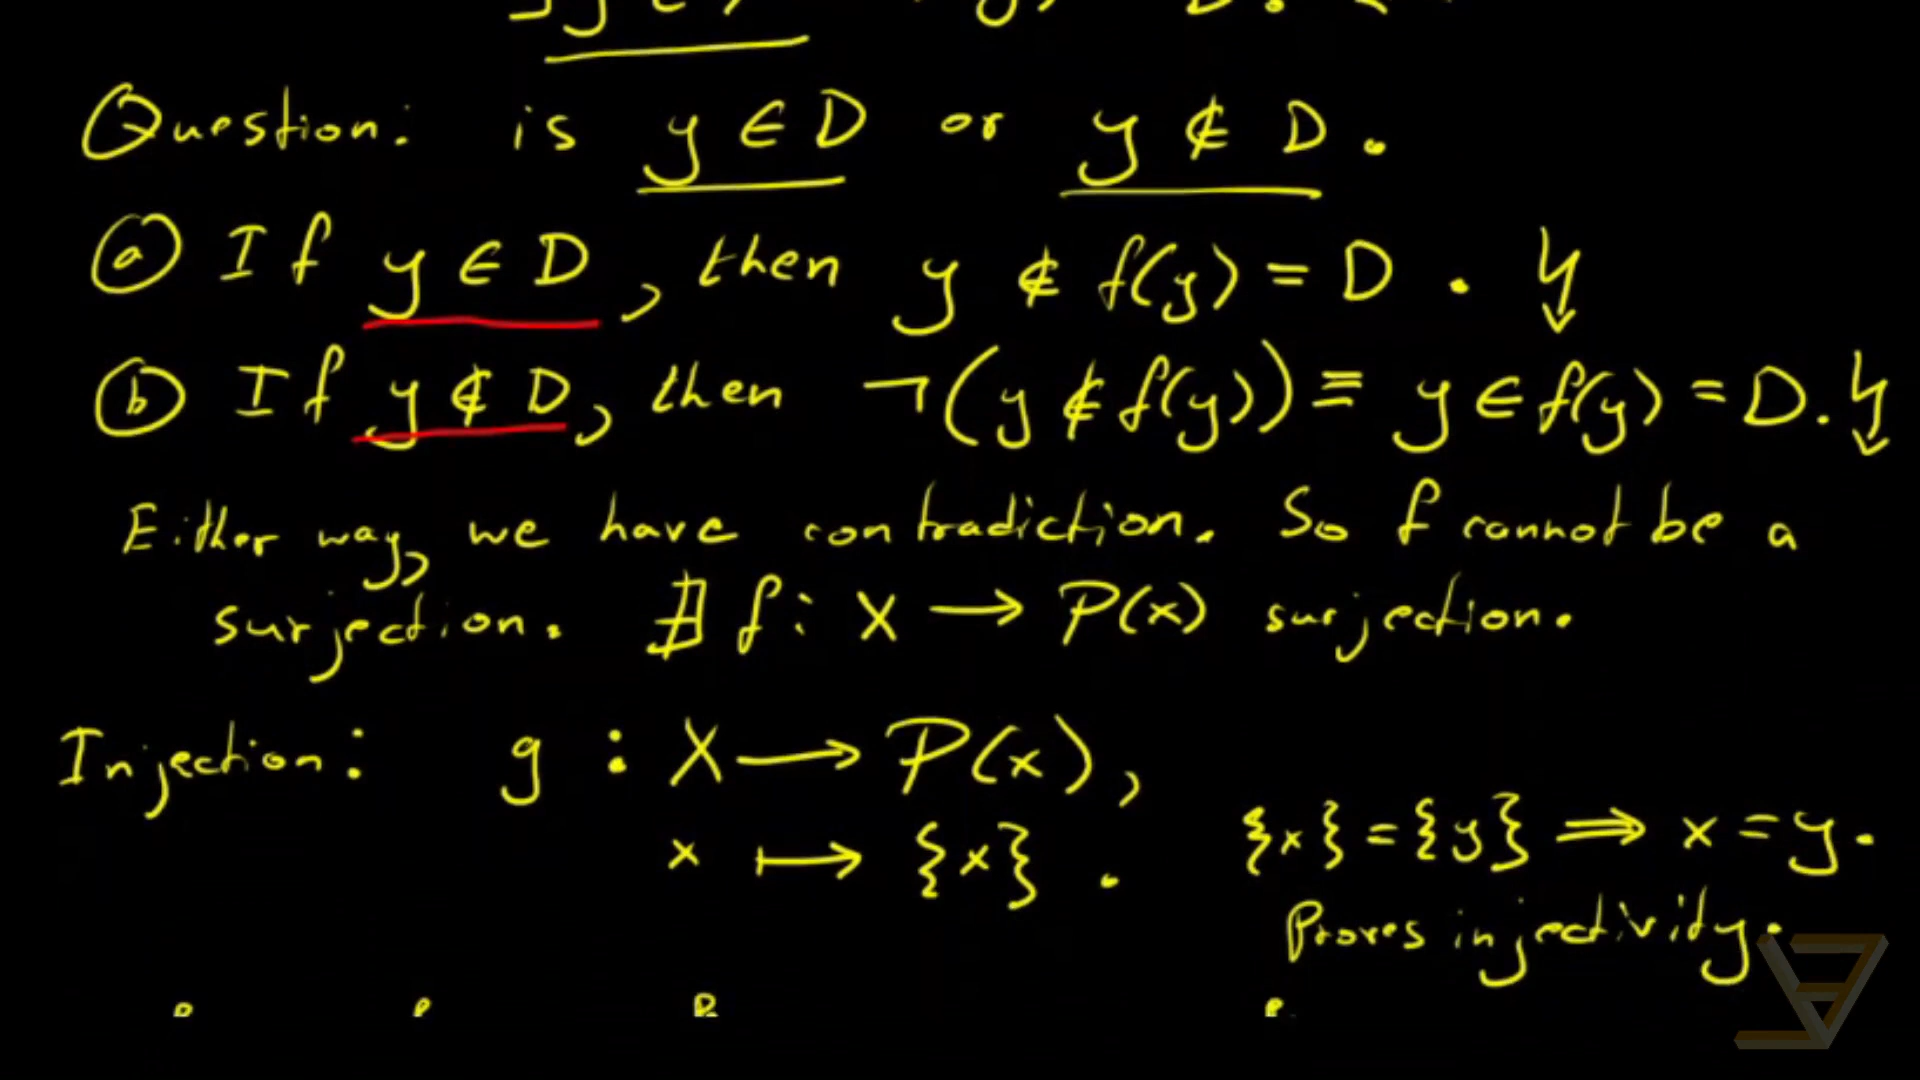 Question: is y ∈ D or y ∉ D.
ⓐ If y ∈ D, then y ∉ f(y) = D. ↯
ⓑ If y ∉ D, then ¬(y ∉ f(y)) ≡ y ∈ f(y) = D. ↯
Either way, we have contradiction. So f cannot be a
surjection. ∄ f: X → P(x) surjection.
Injection: g : X → P(x),
x ↦ {x}. {x} = {y} ⟹ x = y.
Proves injectivity.